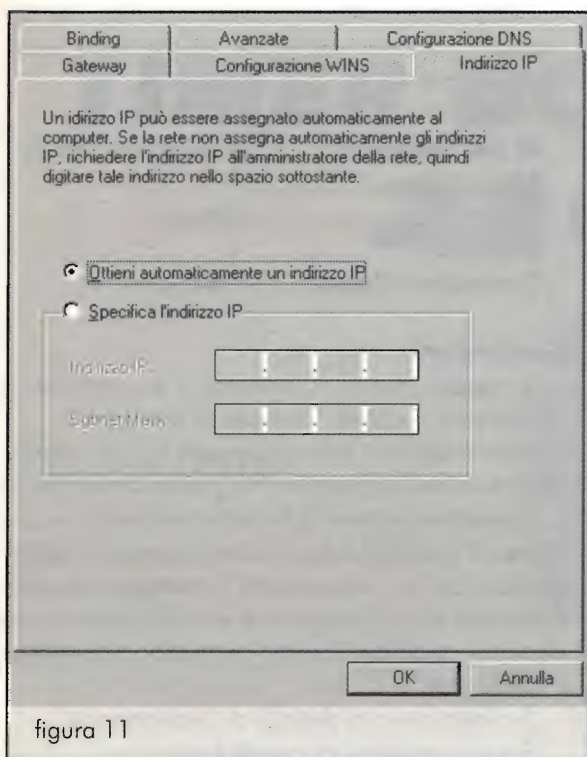 Binding Avanzate Configurazione DNS
Gateway Configurazione WINS Indirizzo IP
Un idirizzo IP può essere assegnato automaticamente al
computer. Se la rete non assegna automaticamente gli indirizzi
IP, richiedere l'indirizzo IP all'amministratore della rete, quindi
digitare tale indirizzo nello spazio sottostante.
Ottieni automaticamente un indirizzo IP
Specifica l'indirizzo IP
Indirizzo IP:
Subnet Mask:
OK Annulla
figura 11